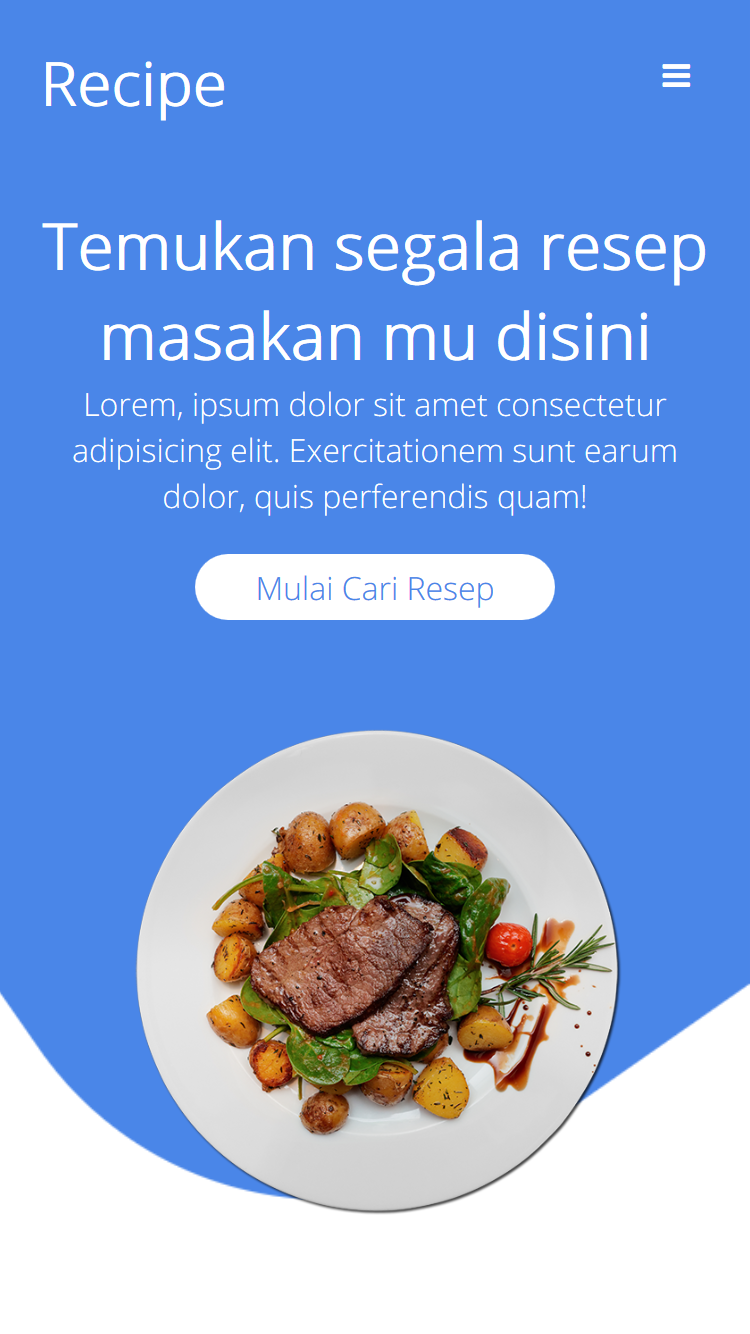 Recipe
Temukan segala resep
masakan mu disini
Lorem, ipsum dolor sit amet consectetur
adipisicing elit. Exercitationem sunt earum
dolor, quis perferendis quam!
Mulai Cari Resep